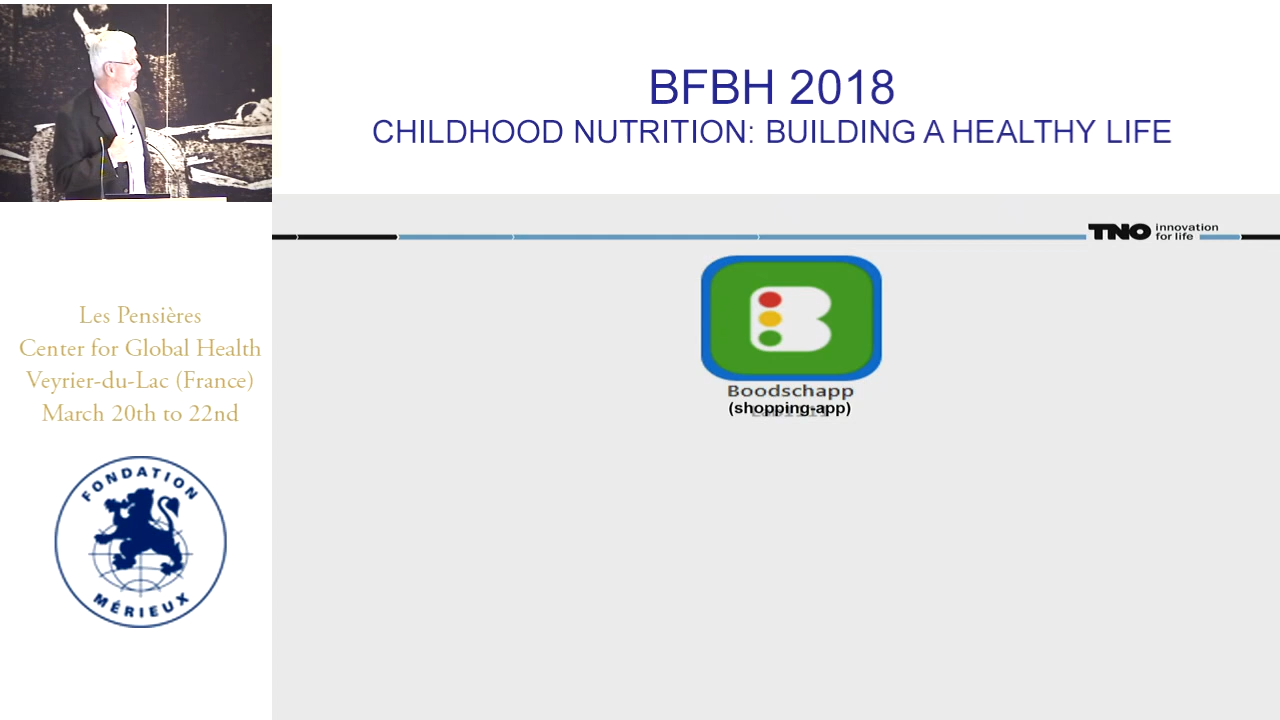 BFBH 2018
CHILDHOOD NUTRITION: BUILDING A HEALTHY LIFE
TNO innovation
for life
Boodschapp
(shopping-app)
Les Pensières
Center for Global Health
Veyrier-du-Lac (France)
March 20th to 22nd
FONDATION
MÉRIEUX